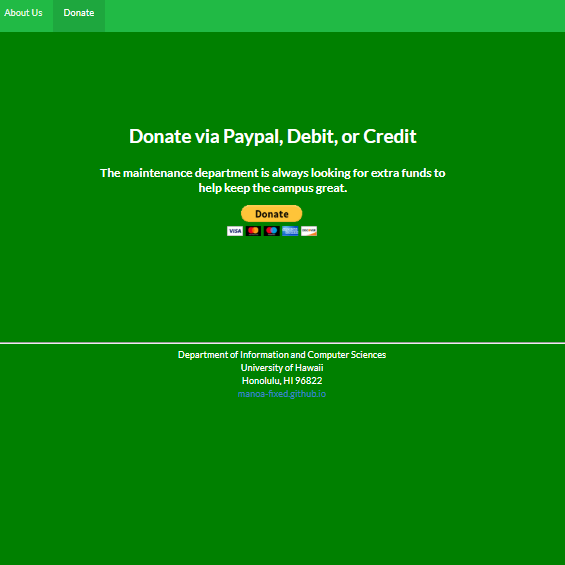 About Us Donate
Donate via Paypal, Debit, or Credit
The maintenance department is always looking for extra funds to
help keep the campus great.
Donate
VISA
Department of Information and Computer Sciences
University of Hawaii
Honolulu, HI 96822
manoa-fixed.github.io